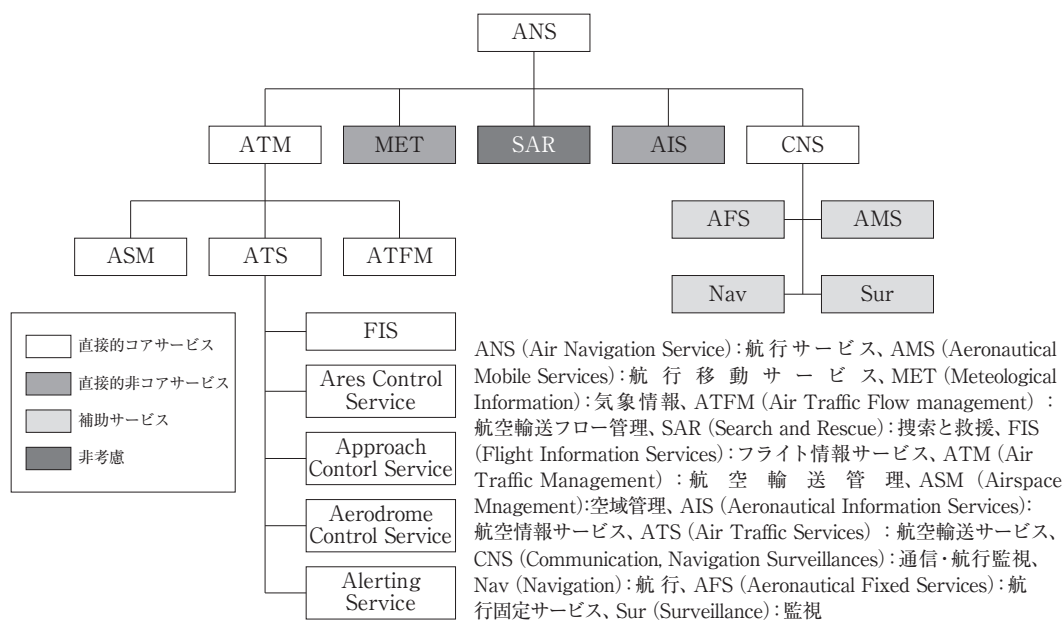 ANS
ATM
MET
SAR
AIS
CNS
AFS
AMS
ASM
ATS
ATFM
Nav
Sur
直接的コアサービス
直接的非コアサービス
補助サービス
非考慮
FIS
Ares Control
Service
Approach
Contorl Service
Aerodrome
Control Service
Alerting
Service
ANS (Air Navigation Service):航行サービス、AMS (Aeronautical
Mobile Services):航行移動サービス、MET (Meteological
Information):気象情報、ATFM (Air Traffic Flow management) :
航空輸送フロー管理、SAR (Search and Rescue):捜索と救援、FIS
(Flight Information Services):フライト情報サービス、ATM (Air
Traffic Management) :航空輸送管理、ASM (Airspace
Mnagement):空域管理、AIS (Aeronautical Information Services):
航空情報サービス、ATS (Air Traffic Services) :航空輸送サービス、
CNS (Communication, Navigation Surveillances):通信・航行監視、
Nav (Navigation):航行、AFS (Aeronautical Fixed Services):航
行固定サービス、Sur (Surveillance):監視